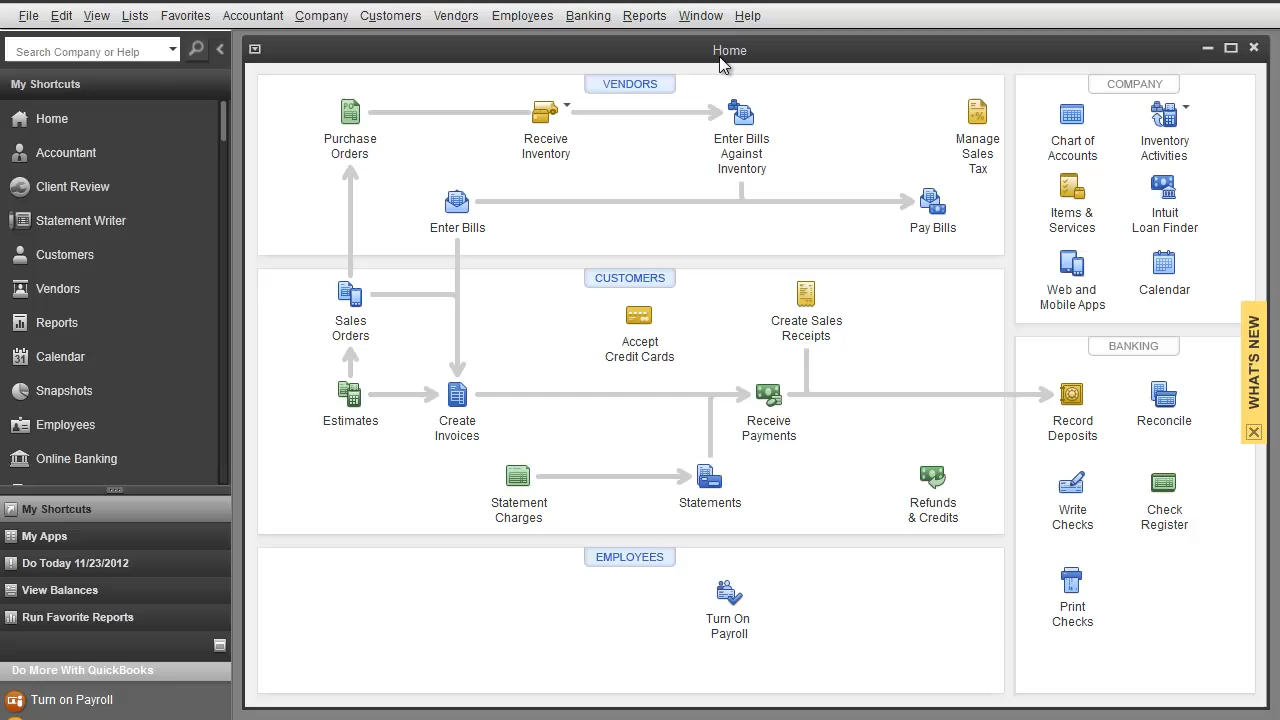 File Edit View Lists Favorites Accountant Company Customers Vendors Employees Banking Reports Window Help
Search Company or Help
My Shortcuts
Home
Accountant
Client Review
Statement Writer
Customers
Vendors
Reports
Calendar
Snapshots
Employees
Online Banking
My Shortcuts
My Apps
Do Today 11/23/2012
View Balances
Run Favorite Reports
Do More With QuickBooks
Turn on Payroll
Home
VENDORS
Purchase
Orders
Receive
Inventory
Enter Bills
Against
Inventory
Manage
Sales
Tax
Enter Bills
Pay Bills
CUSTOMERS
Sales
Orders
Accept
Credit Cards
Create Sales
Receipts
Estimates
Create
Invoices
Receive
Payments
Statement
Charges
Statements
Refunds
& Credits
EMPLOYEES
Turn On
Payroll
COMPANY
Chart of
Accounts
Inventory
Activities
Items &
Services
Intuit
Loan Finder
Web and
Mobile Apps
Calendar
BANKING
Record
Deposits
Reconcile
Write
Checks
Check
Register
Print
Checks
WHAT'S NEW